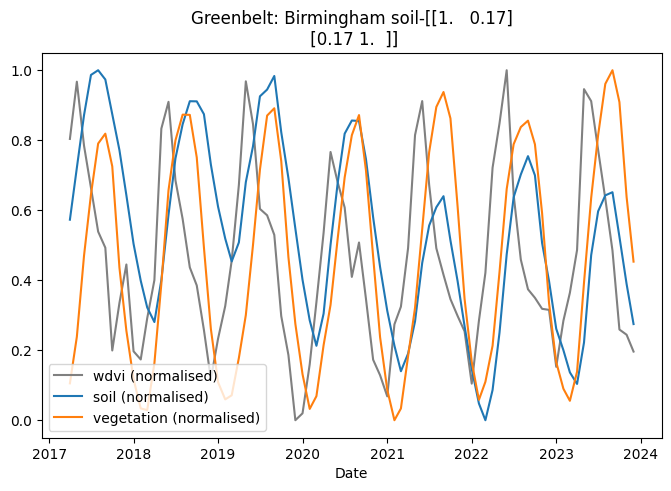 Greenbelt: Birmingham soil-[[1.   0.17]
[0.17 1.  ]]
1.0
0.8
0.6
0.4
0.2
0.0
wdvi (normalised)
soil (normalised)
vegetation (normalised)
2017 2018 2019 2020 2021 2022 2023 2024
Date